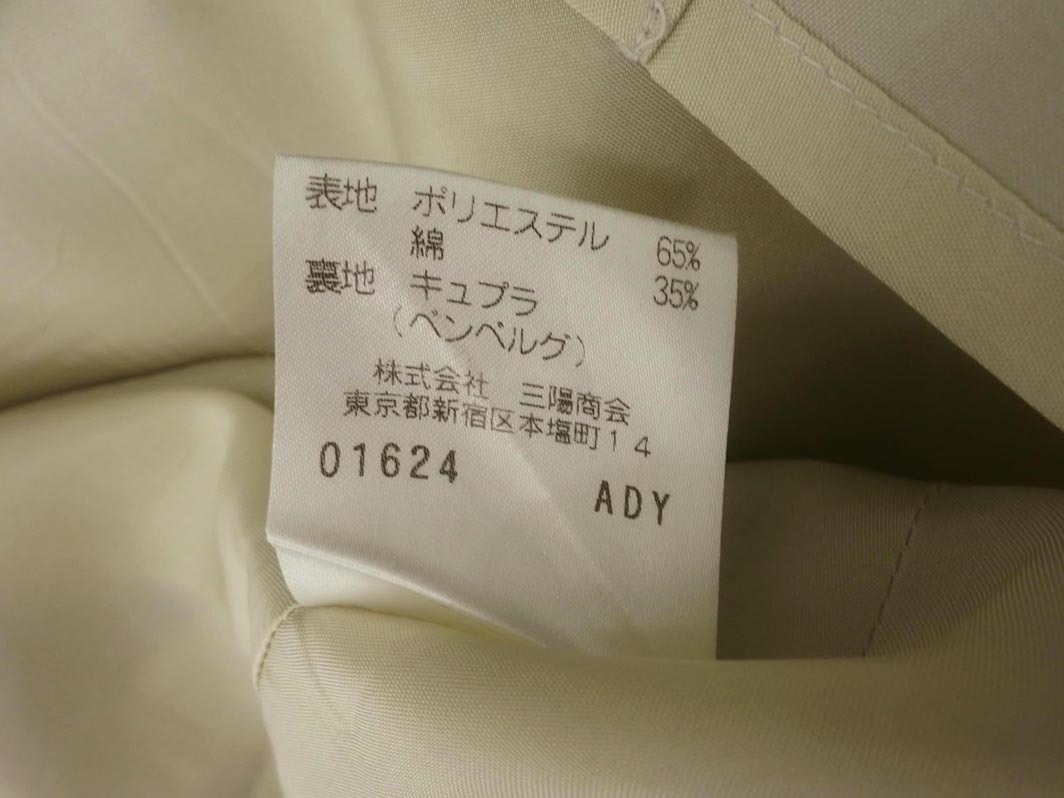 表地 ポリエステル 65%
綿 35%
裏地 キュプラ
(ベンベルグ)
株式会社 三陽商会
東京都新宿区本塩町14
01624 ADY